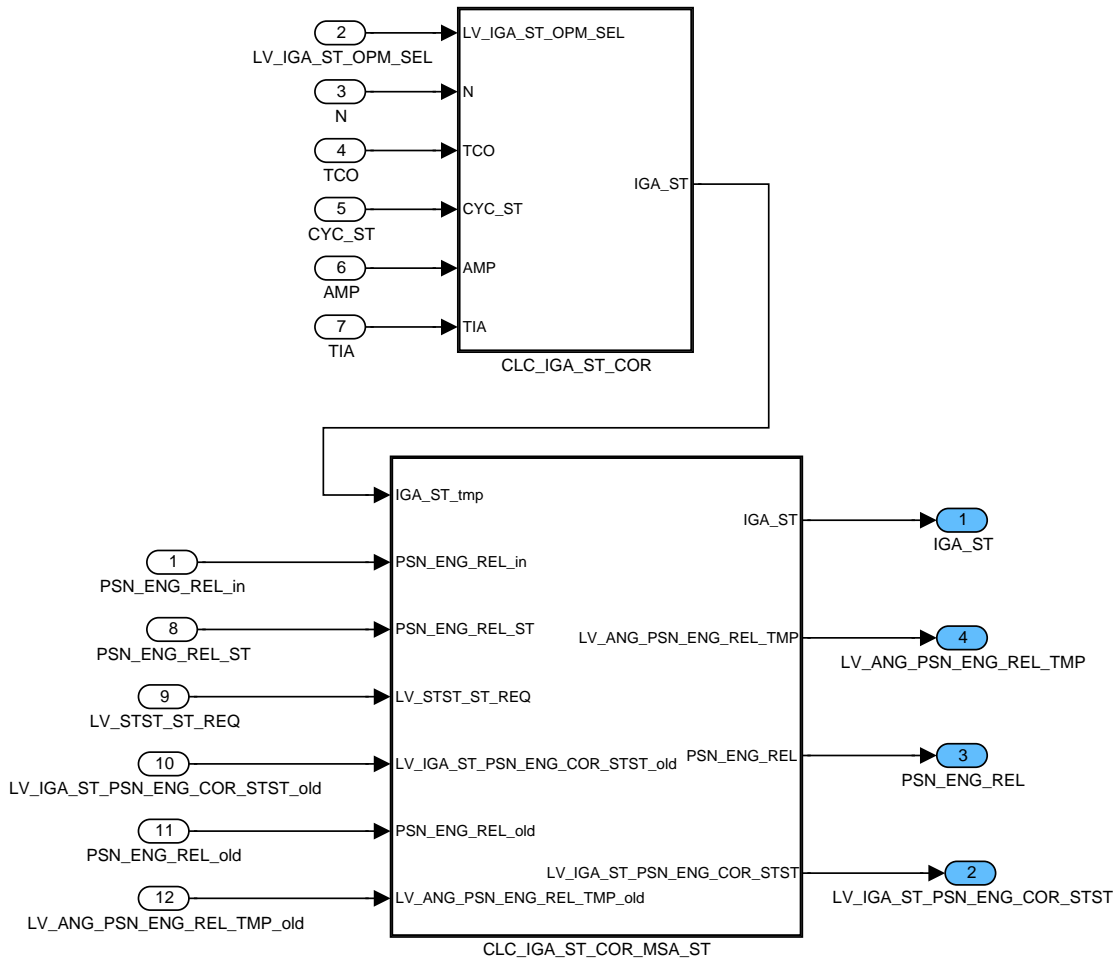 2
LV_IGA_ST_OPM_SEL
LV_IGA_ST_OPM_SEL
3
N
N
4
TCO
TCO
5
CYC_ST
CYC_ST
6
AMP
AMP
7
TIA
TIA
IGA_ST
CLC_IGA_ST_COR
IGA_ST_tmp
1
PSN_ENG_REL_in
PSN_ENG_REL_in
8
PSN_ENG_REL_ST
PSN_ENG_REL_ST
9
LV_STST_ST_REQ
LV_STST_ST_REQ
10
LV_IGA_ST_PSN_ENG_COR_STST_old
LV_IGA_ST_PSN_ENG_COR_STST_old
11
PSN_ENG_REL_old
PSN_ENG_REL_old
12
LV_ANG_PSN_ENG_REL_TMP_old
LV_ANG_PSN_ENG_REL_TMP_old
IGA_ST
1
IGA_ST
LV_ANG_PSN_ENG_REL_TMP
4
LV_ANG_PSN_ENG_REL_TMP
PSN_ENG_REL
3
PSN_ENG_REL
LV_IGA_ST_PSN_ENG_COR_STST
2
LV_IGA_ST_PSN_ENG_COR_STST
CLC_IGA_ST_COR_MSA_ST